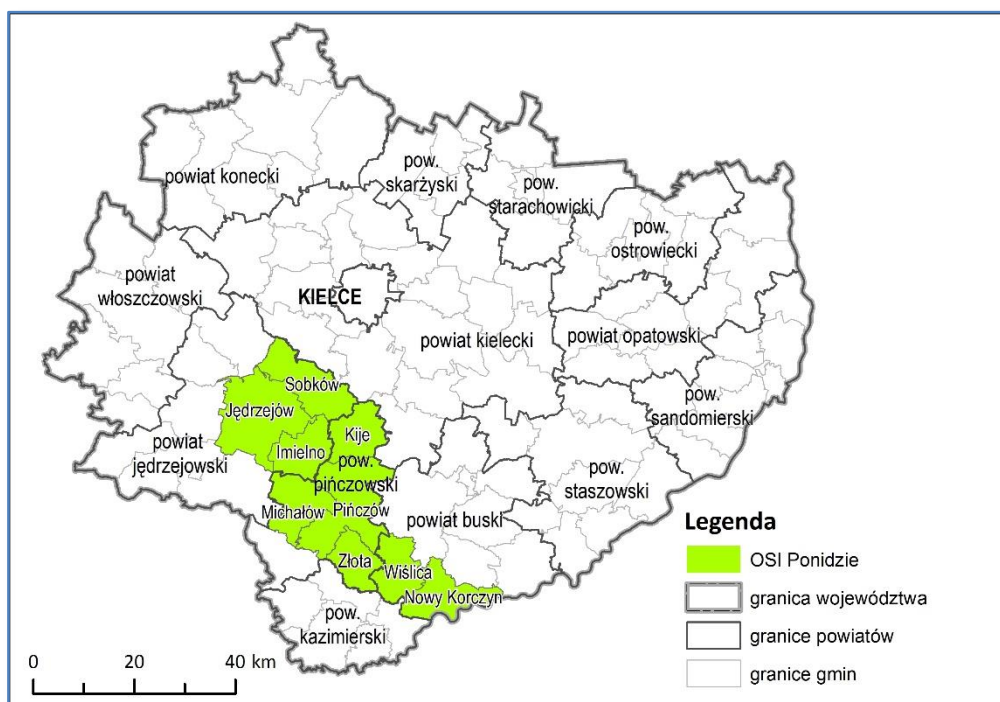 powiat konecki
pow.
skarżyski
pow.
starachowicki
pow.
ostrowiecki
powiat
włoszczowski
KIELCE
powiat kielecki
powiat opatowski
pow.
sandomierski
Sobków
Jędrzejów
Kije
Imielno
powiat
jędrzejowski
pow.
pińczowski
pow.
staszowski
Michałów
Pińczów
powiat buski
Złota
Wiślica
Nowy Korczyn
pow.
kazimierski
Legenda
OSI Ponidzie
granica województwa
granice powiatów
granice gmin
0 20 40 km